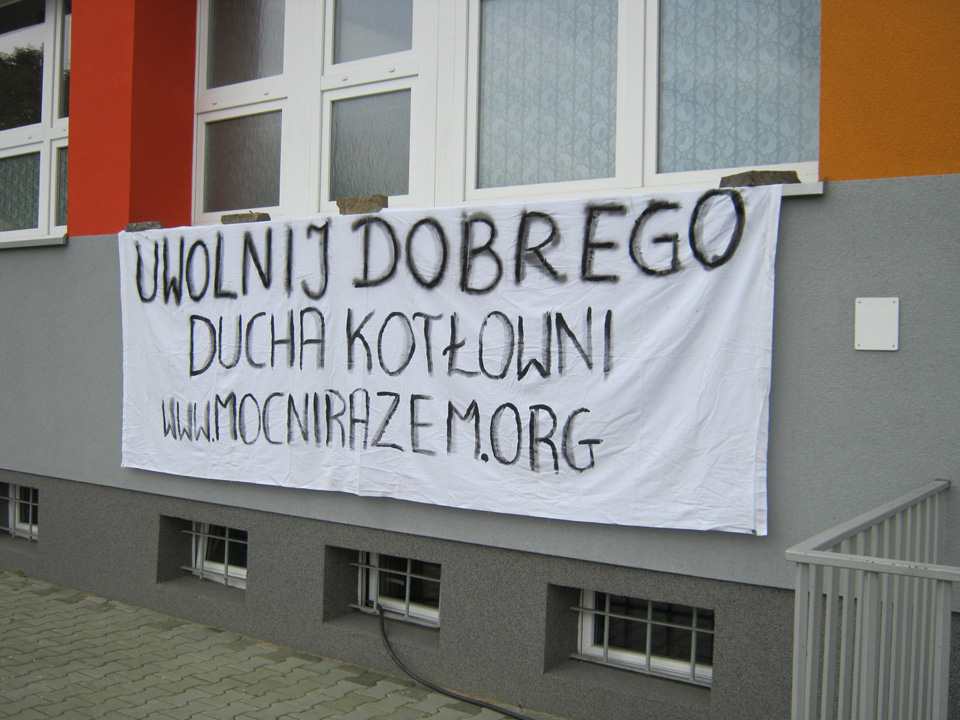 UWOLNIJ DOBREGO
DUCHA KOTŁOWNI
WWW.MOCNIRAZEM.ORG